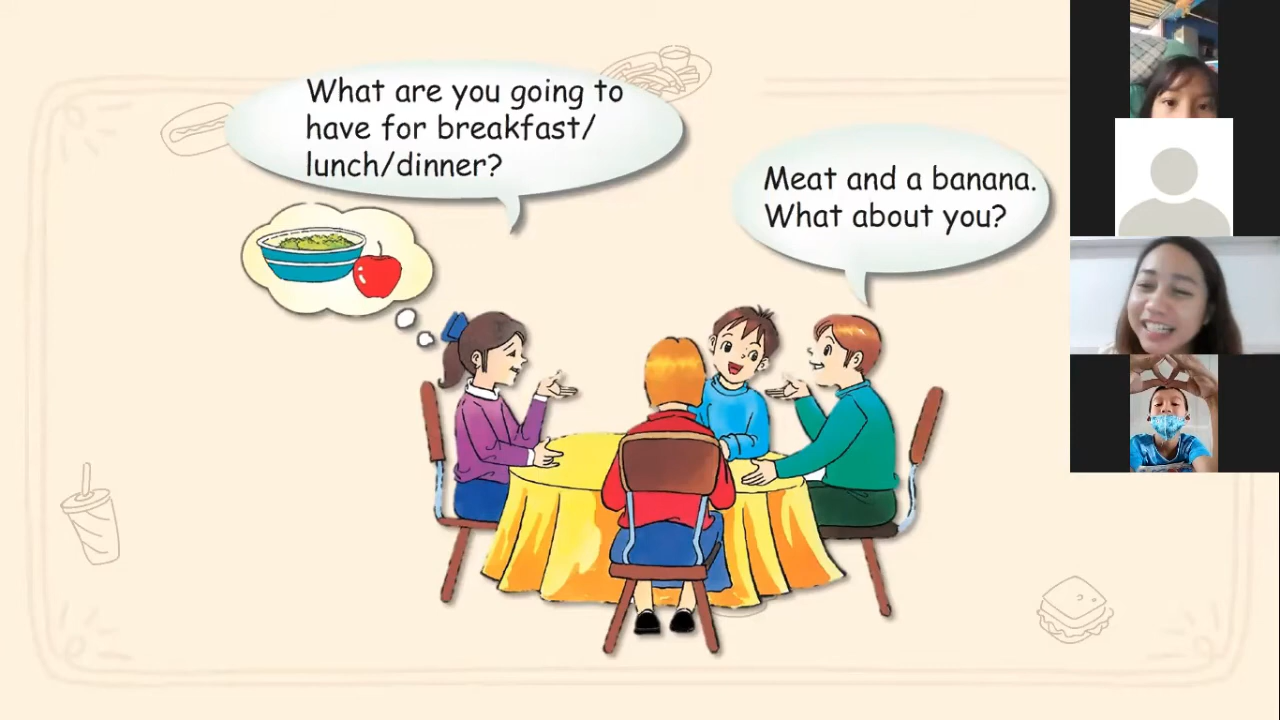 What are you going to
have for breakfast/
lunch/dinner?
Meat and a banana.
What about you?